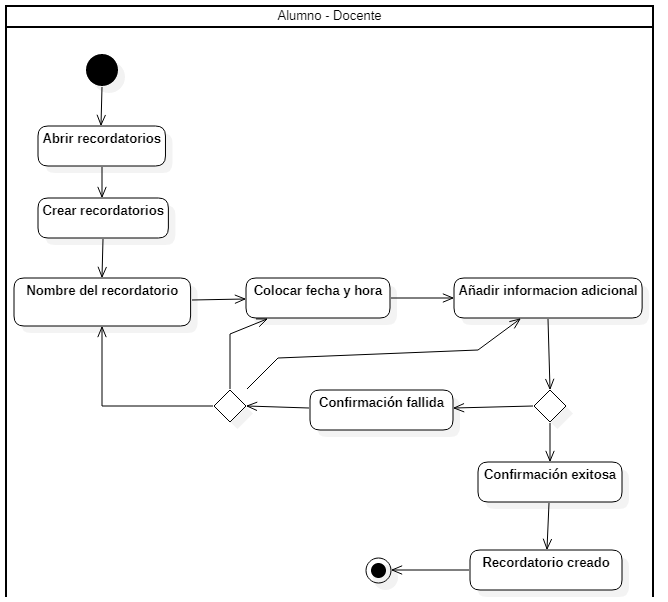 Alumno - Docente
Abrir recordatorios
Crear recordatorios
Nombre del recordatorio
Colocar fecha y hora
Añadir informacion adicional
Confirmación fallida
Confirmación exitosa
Recordatorio creado